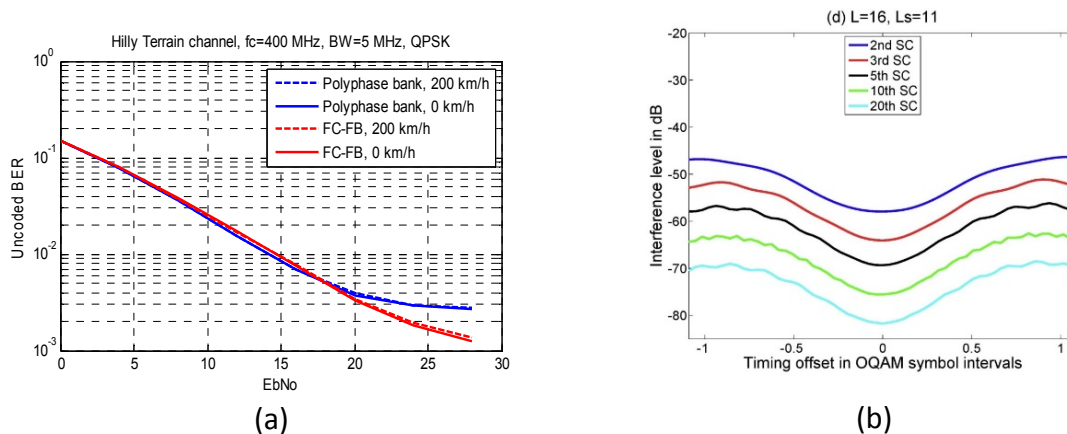 Hilly Terrain channel, fc=400 MHz, BW=5 MHz, QPSK
10^0
10^-1
10^-2
10^-3
Uncoded BER
Polyphase bank, 200 km/h
Polyphase bank, 0 km/h
FC-FB, 200 km/h
FC-FB, 0 km/h
0 5 10 15 20 25 30
EbNo
(a)
(d) L=16, Ls=11
-20
-30
-40
-50
-60
-70
-80
Interference level in dB
2nd SC
3rd SC
5th SC
10th SC
20th SC
-1 -0.5 0 0.5 1
Timing offset in OQAM symbol intervals
(b)